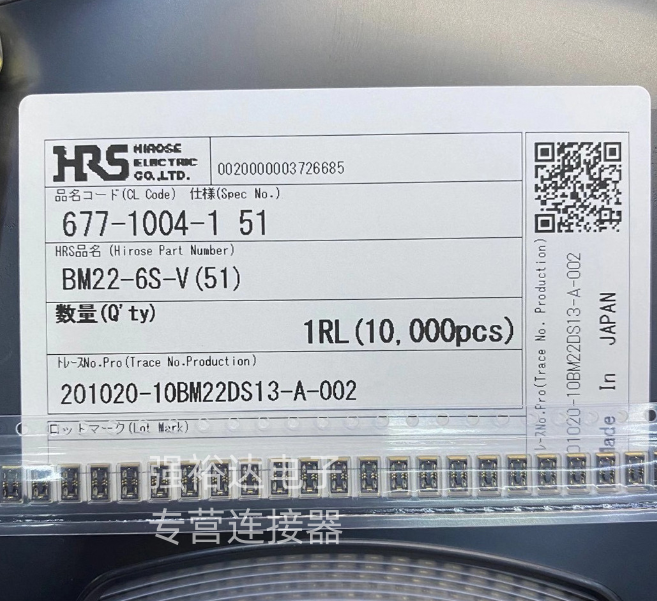 HRS HIROSE
ELECTRIC
CO.,LTD.
0020000003726685
品名コード(CL Code) 仕様(Spec No.)
677-1004-1 51
HRS品名 (Hirose Part Number)
BM22-6S-V(51)
数量(Q'ty)
1RL(10,000pcs)
トレースNo.Pro(Trace No.Production)
201020-10BM22DS13-A-002
ロットマーク(Lot Mark)
レースNo.Pro(Trace No. Production)
01020-10BM22DS13-A-002
Made In JAPAN
强裕达电子
专营连接器